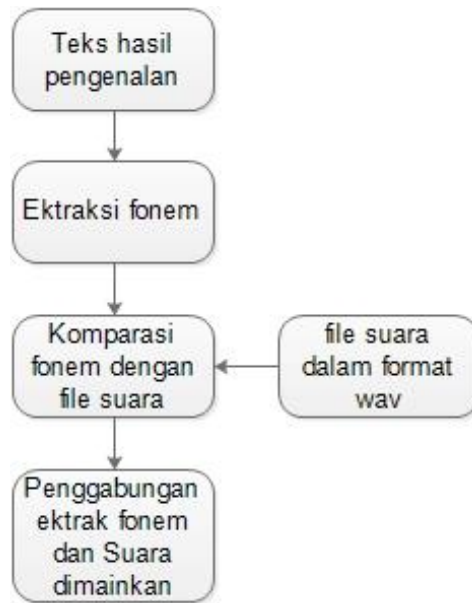 Teks hasil
pengenalan
Ektraksi fonem
Komparasi
fonem dengan
file suara
file suara
dalam format
wav
Penggabungan
ektrak fonem
dan Suara
dimainkan